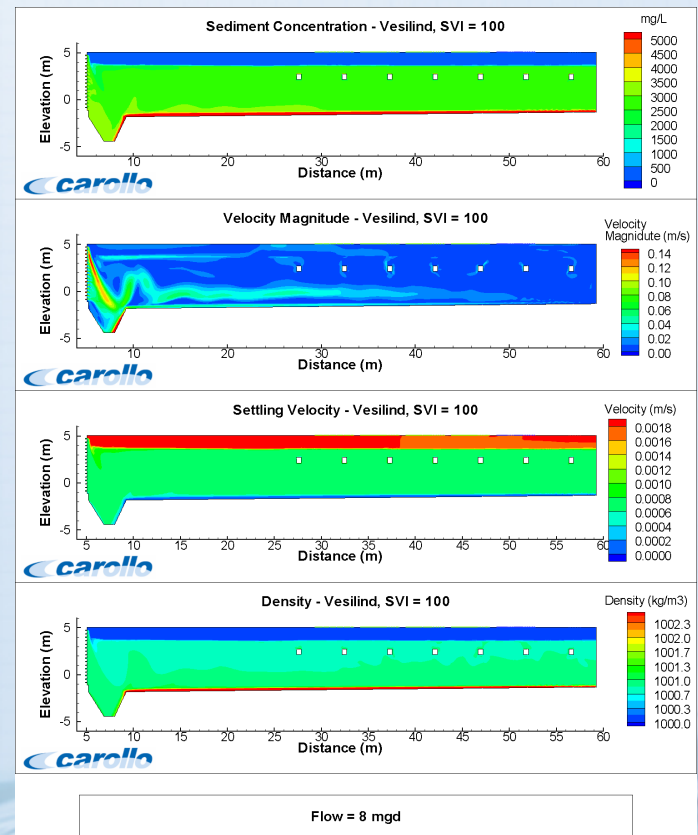 Sediment Concentration - Vesilind, SVI = 100
mg/L
Elevation (m)
5
0
-5
10
20
30
40
50
60
Distance (m)
5000
4500
4000
3500
3000
2500
2000
1500
1000
500
0
carollo
Velocity Magnitude - Vesilind, SVI = 100
Velocity
Magnidute (m/s)
Elevation (m)
5
0
-5
10
20
30
40
50
60
Distance (m)
0.14
0.12
0.10
0.08
0.06
0.04
0.02
0.00
carollo
Settling Velocity - Vesilind, SVI = 100
Velocity (m/s)
Elevation (m)
5
0
-5
5 10 15 20 25 30 35 40 45 50 55 60
Distance (m)
0.0018
0.0016
0.0014
0.0012
0.0010
0.0008
0.0006
0.0004
0.0002
0.0000
carollo
Density - Vesilind, SVI = 100
Density (kg/m3)
Elevation (m)
5
0
-5
5 10 15 20 25 30 35 40 45 50 55 60
Distance (m)
1002.3
1002.0
1001.7
1001.3
1001.0
1000.7
1000.3
1000.0
carollo
Flow = 8 mgd